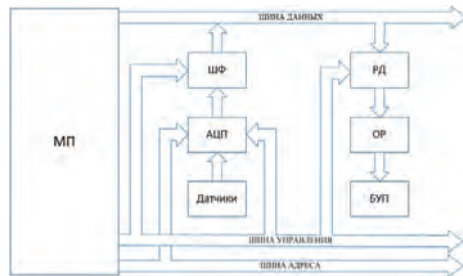 ШИНА ДАННЫХ
ШФ
РД
МП
АЦП
ОР
Датчики
БУП
ШИНА УПРАВЛЕНИЯ
ШИНА АДРЕСА